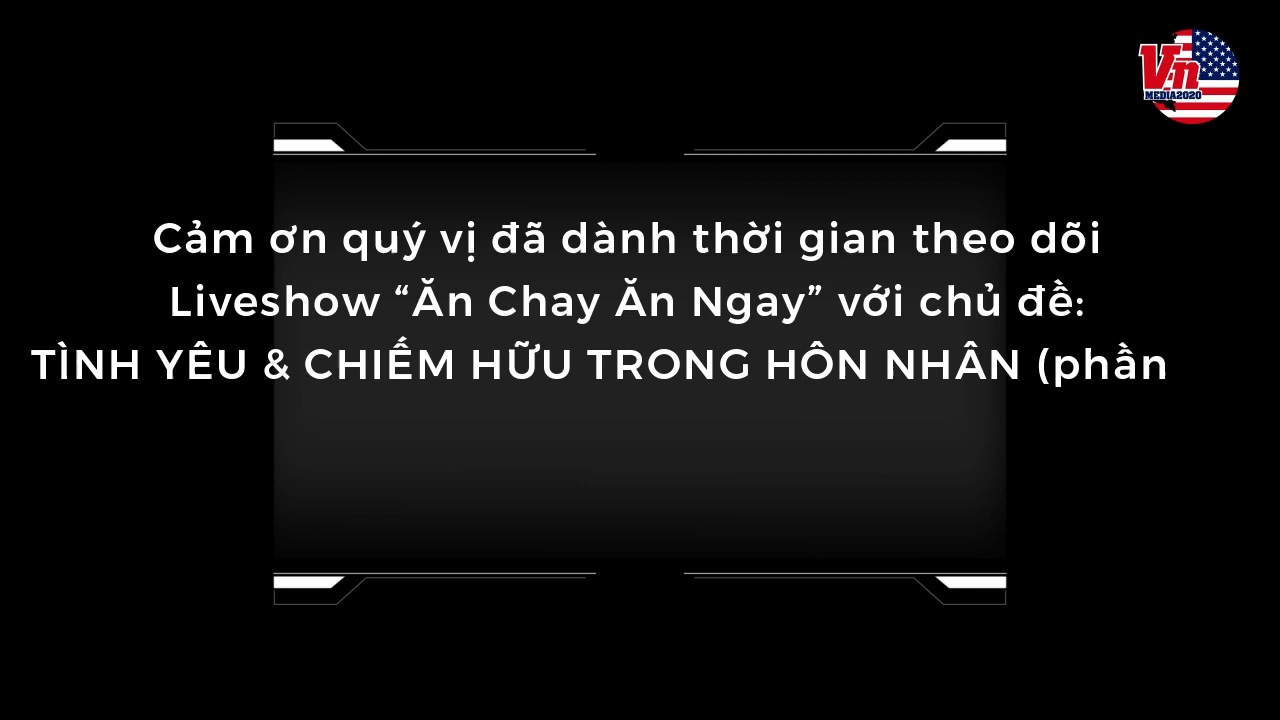 Vn
MEDIA2020
Cảm ơn quý vị đã dành thời gian theo dõi
Liveshow “Ăn Chay Ăn Ngay” với chủ đề:
TÌNH YÊU & CHIẾM HỮU TRONG HÔN NHÂN (phần